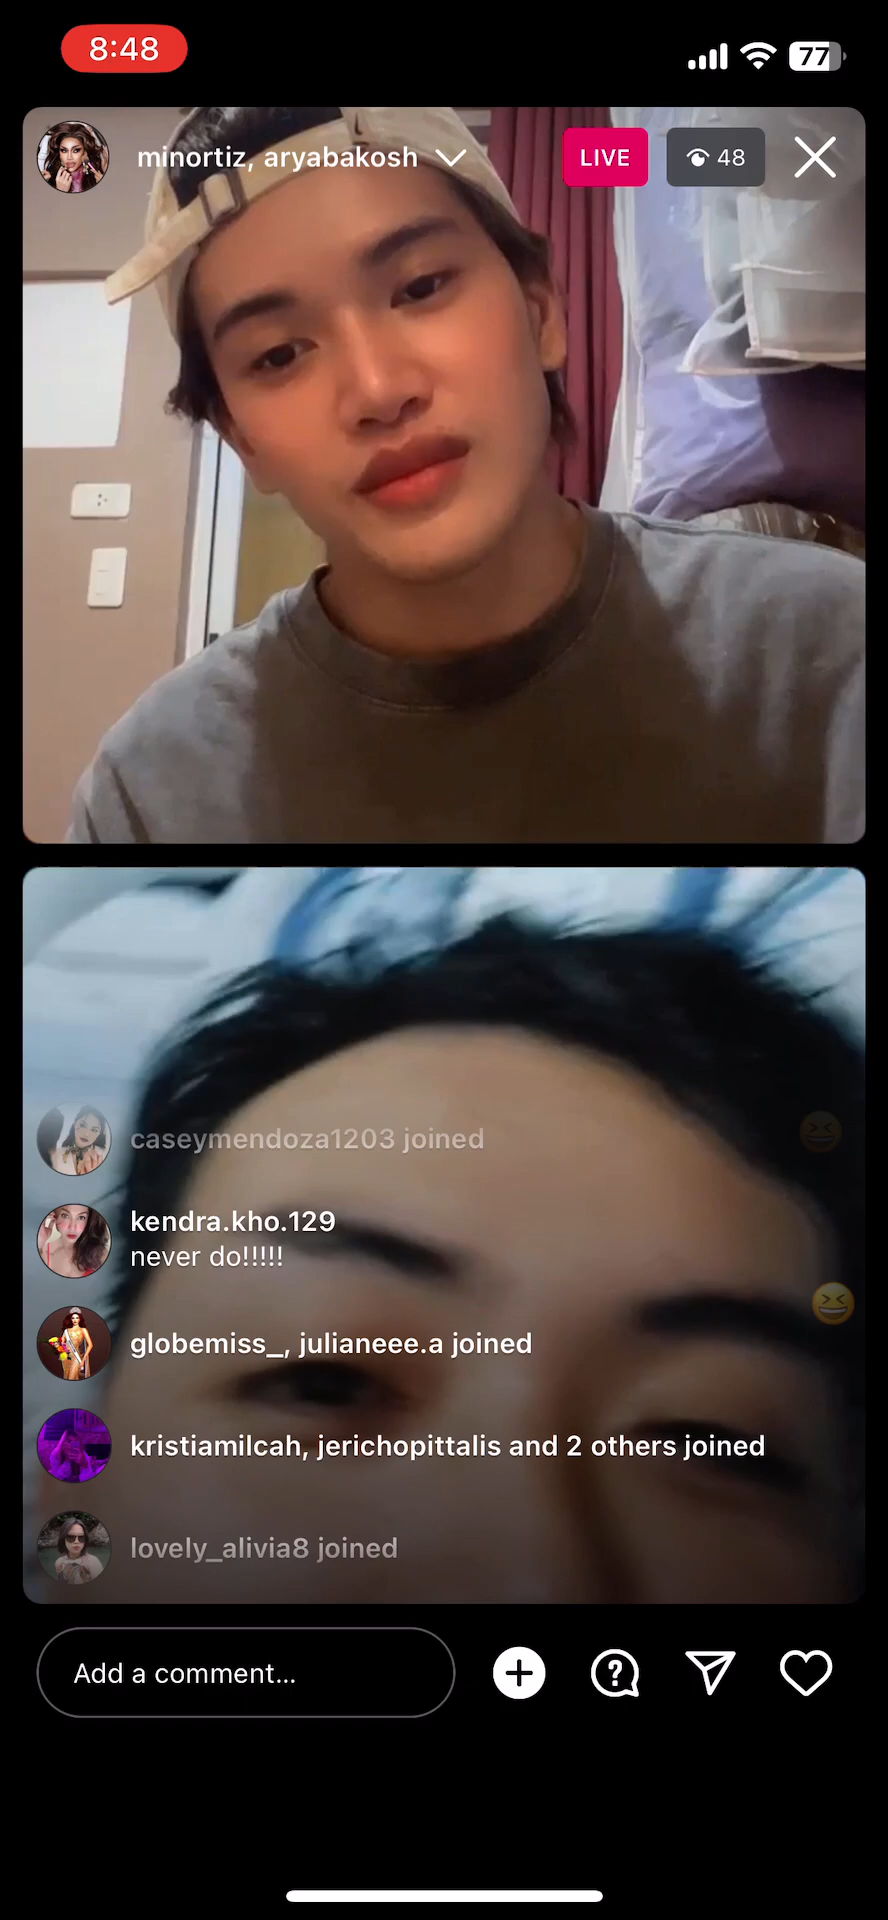 8:48
77
minortiz, aryabakosh
LIVE
48
caseymendoza1203 joined
kendra.kho.129
never do!!!!!
globemiss_, julianeee.a joined
kristiamilcah, jerichopittalis and 2 others joined
lovely_alivia8 joined
Add a comment...